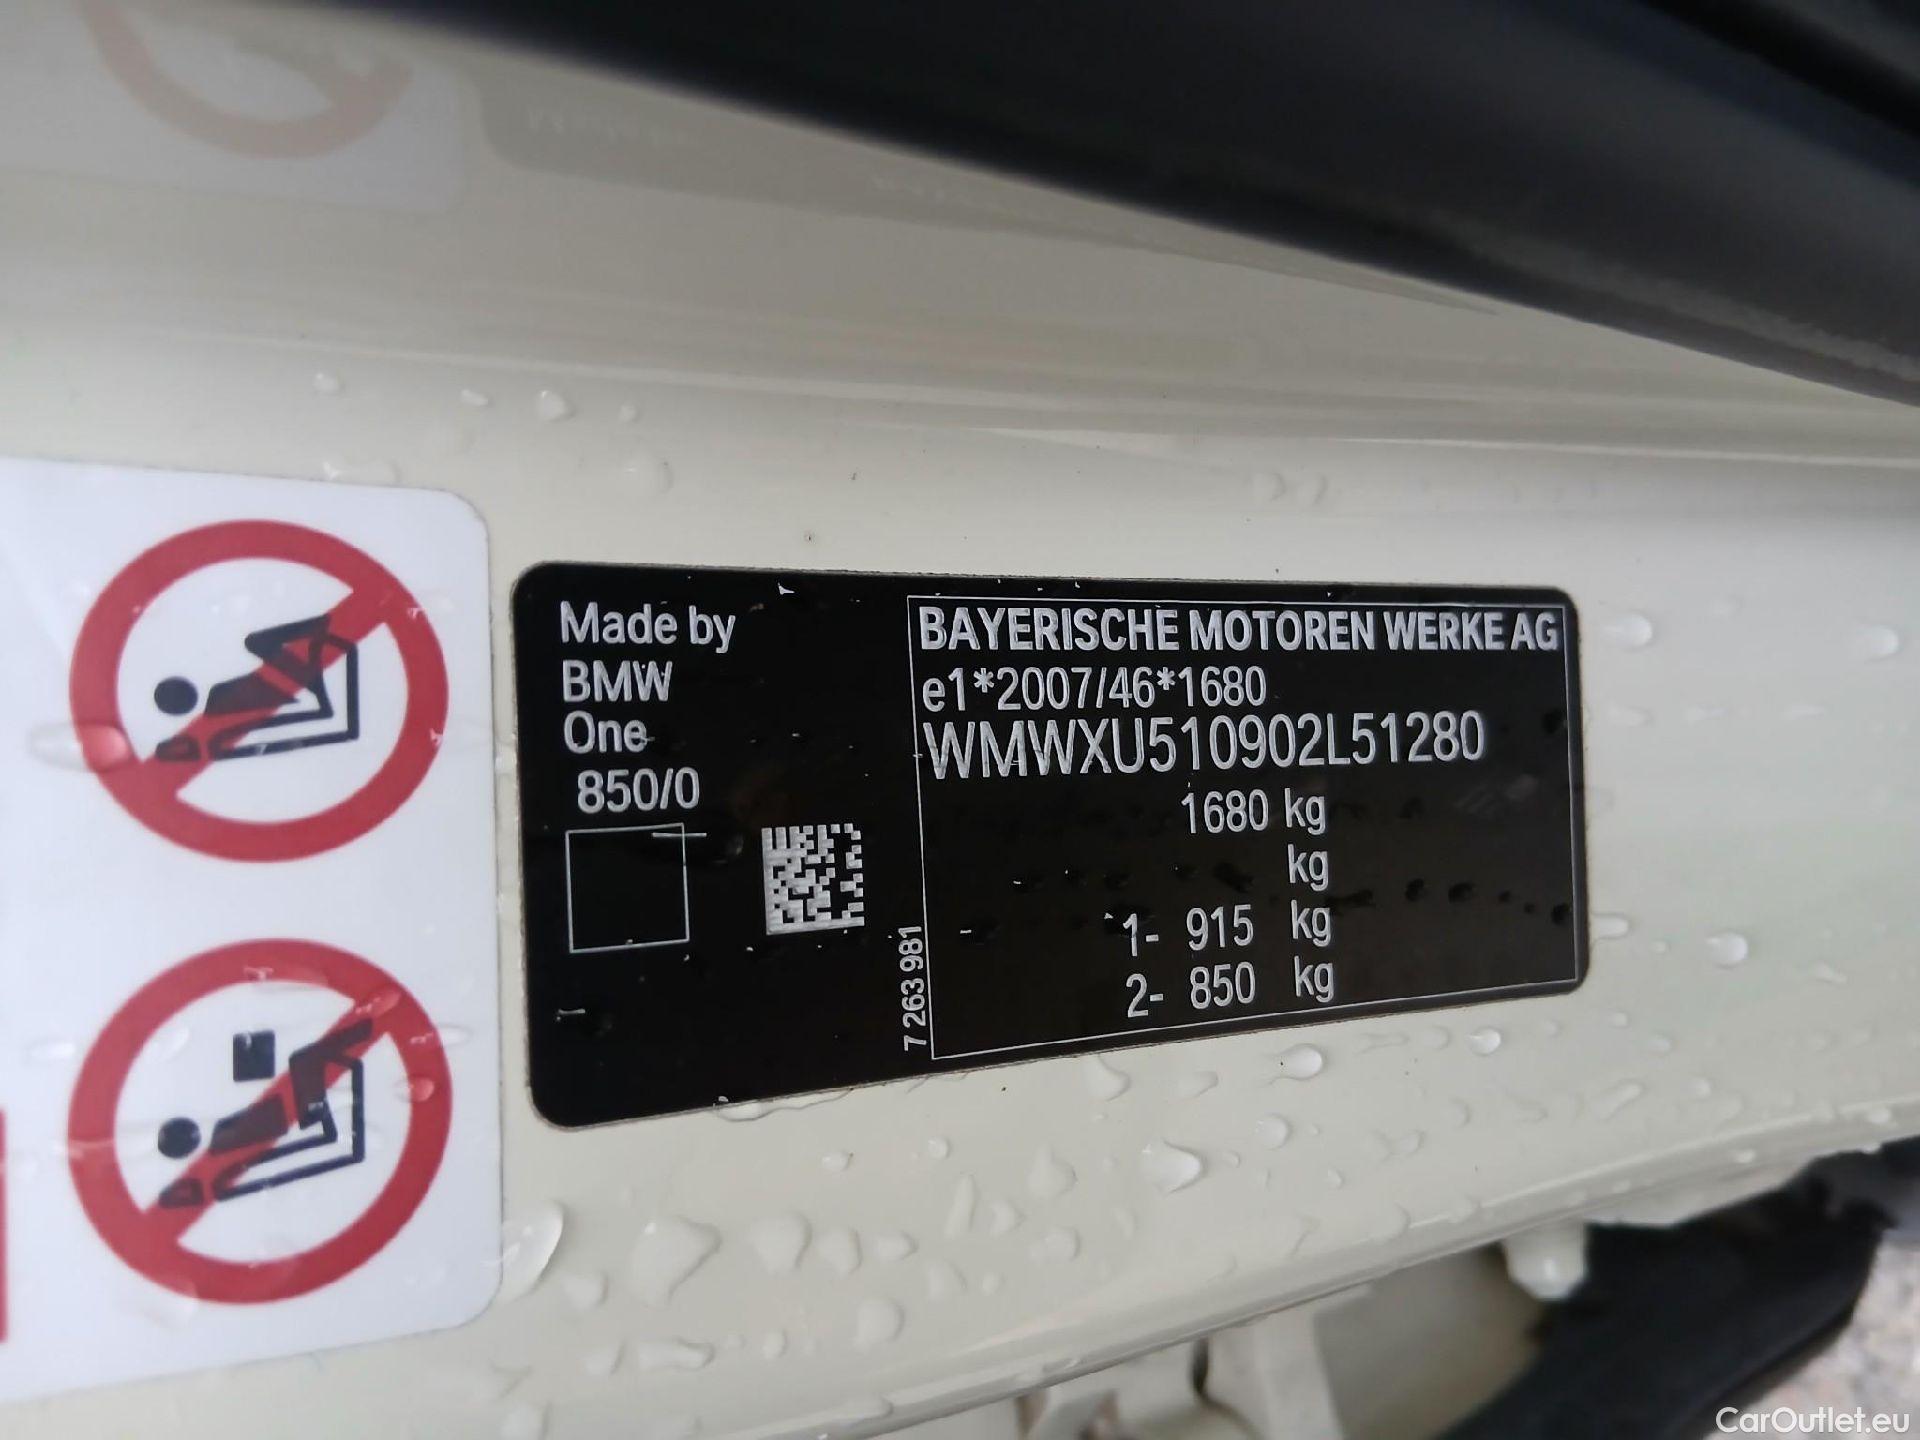 Made by
BMW
One
850/0
7 263 981
BAYERISCHE MOTOREN WERKE AG
e1*2007/46*1680
WMWXU510902L51280
1680 kg
kg
1- 915 kg
2- 850 kg
CarOutlet.eu